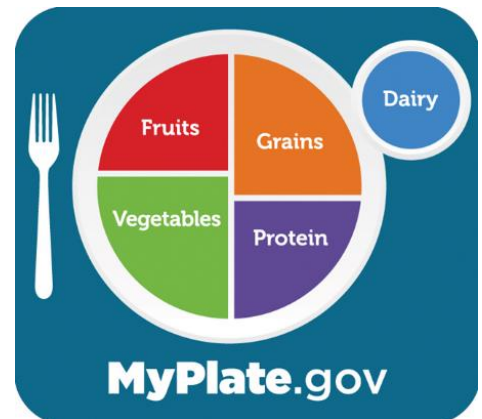 Fruits
Grains
Dairy
Vegetables
Protein
MyPlate.gov